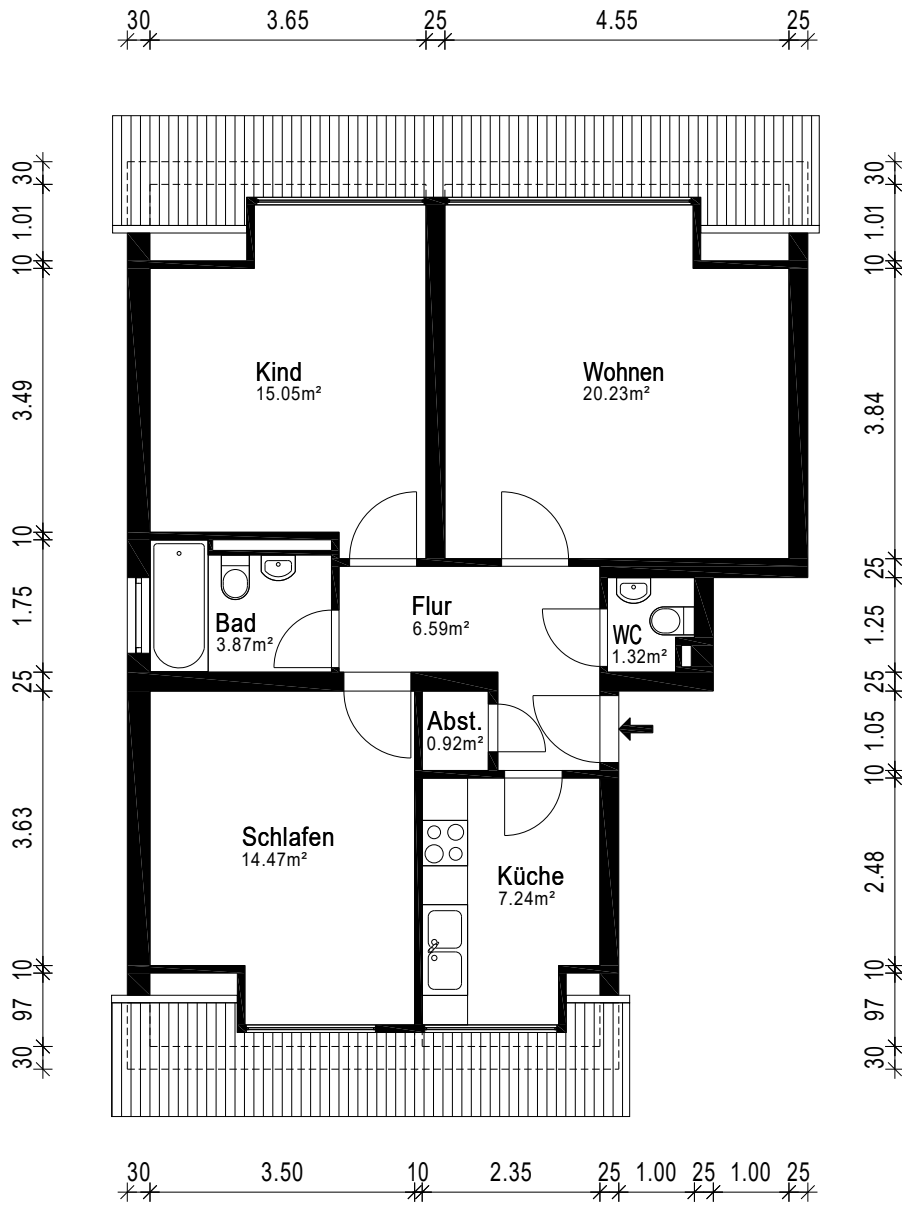 30 3.65 25 4.55 25
30
1.01
10
3.49
10
1.75
25
3.63
10
97
30
30
1.01
10
3.84
25
1.25
25
1.05
10
2.48
10
97
30
Kind
15.05m²
Wohnen
20.23m²
Bad
3.87m²
Flur
6.59m²
WC
1.32m²
Abst.
0.92m²
Schlafen
14.47m²
Küche
7.24m²
30 3.50 10 2.35 25 1.00 25 1.00 25